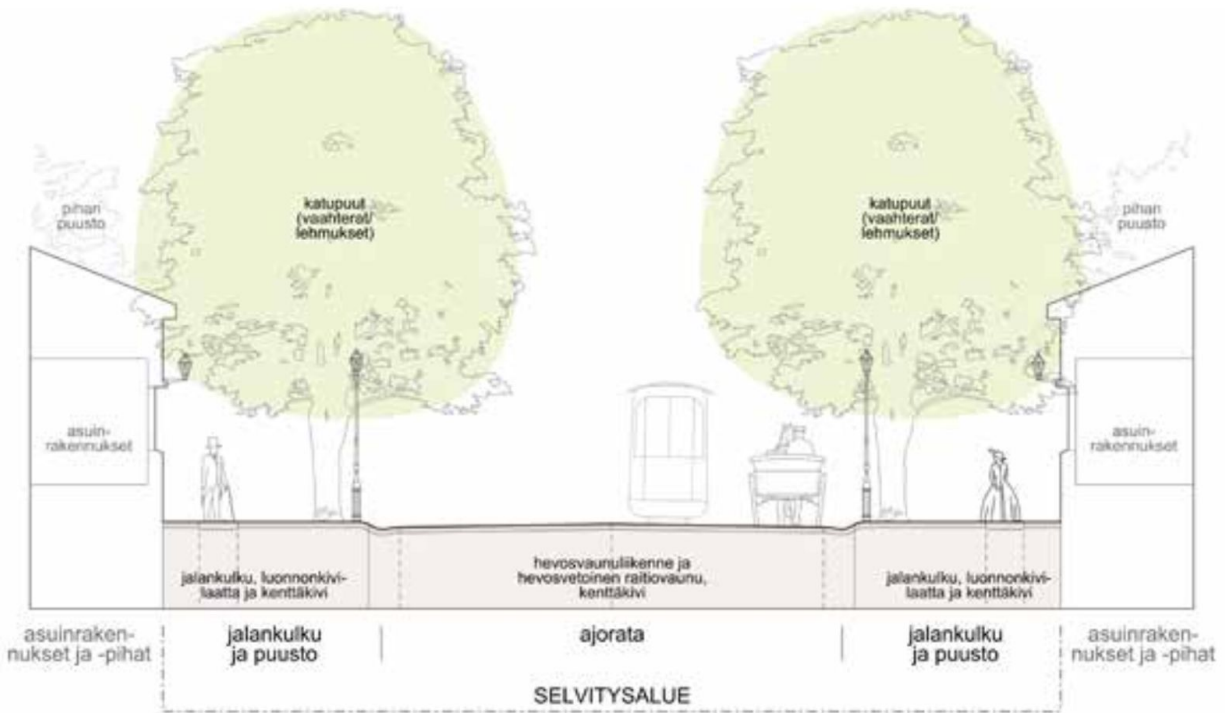 katupuut
(vaahterat/
lehmukset)
katupuut
(vaahterat/
lehmukset)
pihan
puusto
pihan
puusto
asuin-
rakennukset
asuin-
rakennukset
jalankulku, luonnonkivi-
laatta ja kenttäkivi
hevosvaunuliikenne ja
hevosvetoinen raitiovaunu,
kenttäkivi
jalankulku, luonnonkivi-
laatta ja kenttäkivi
asuinraken-
nukset ja -pihat
jalankulku
ja puusto
ajorata
jalankulku
ja puusto
asuinraken-
nukset ja -pihat
SELVITYSALUE